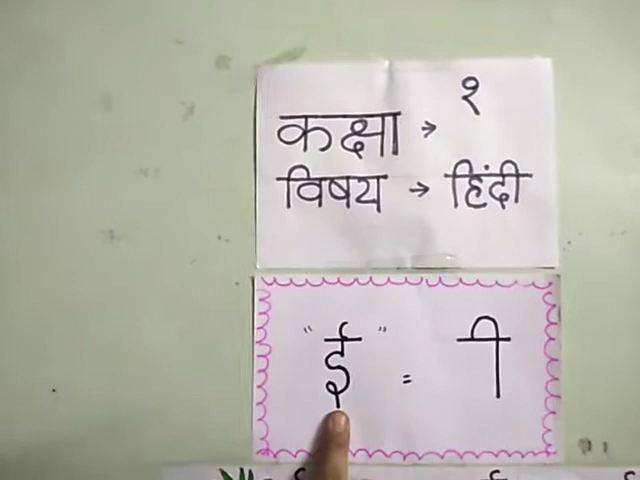 कक्षा → १
विषय → हिंदी
"ई" = ी